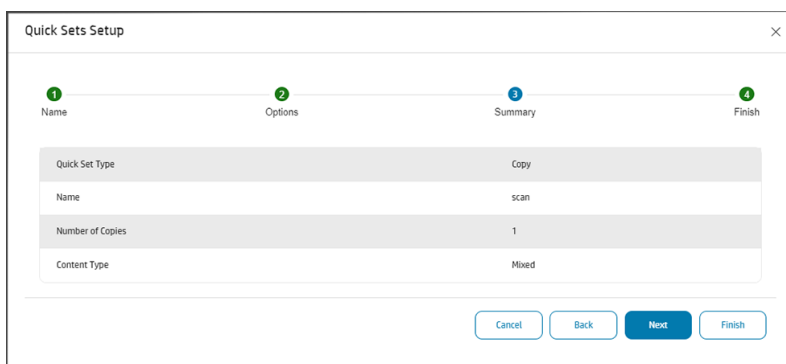 Quick Sets Setup
1 2 3 4
Name Options Summary Finish
Quick Set Type Copy
Name scan
Number of Copies 1
Content Type Mixed
Cancel Back Next Finish